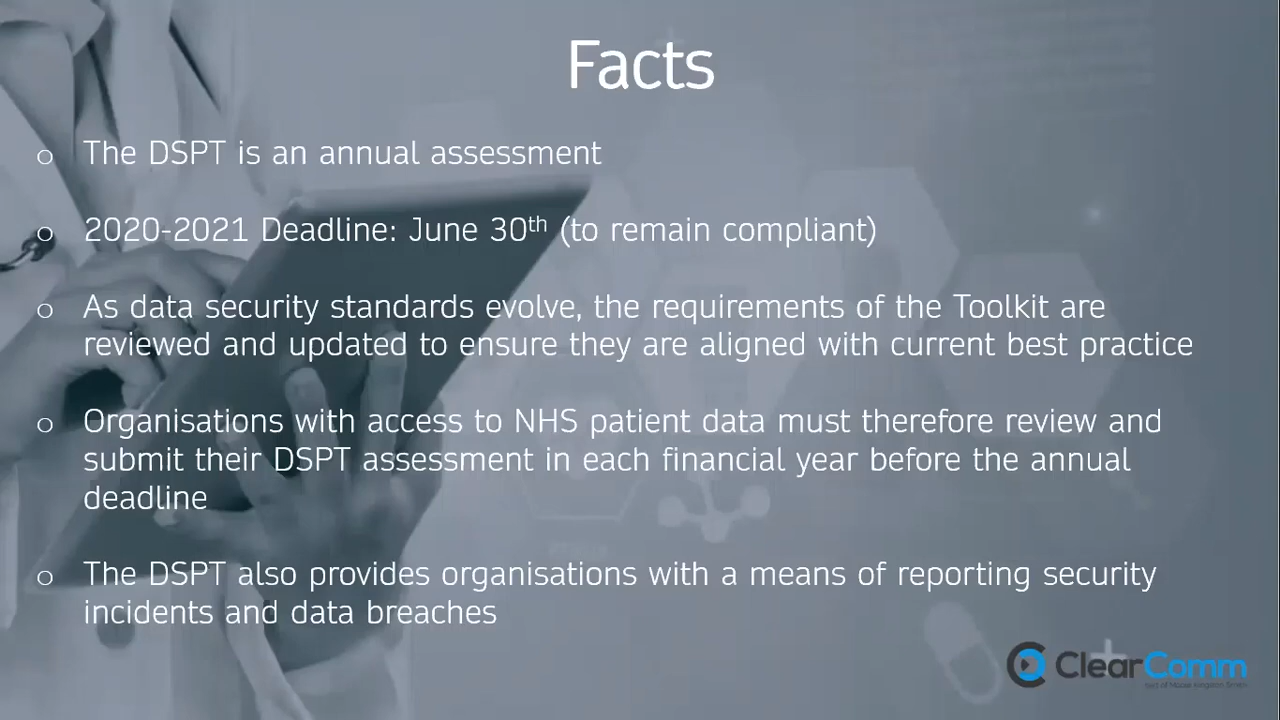 Facts
o The DSPT is an annual assessment
o 2020-2021 Deadline: June 30th (to remain compliant)
o As data security standards evolve, the requirements of the Toolkit are
reviewed and updated to ensure they are aligned with current best practice
o Organisations with access to NHS patient data must therefore review and
submit their DSPT assessment in each financial year before the annual
deadline
o The DSPT also provides organisations with a means of reporting security
incidents and data breaches
ClearComm